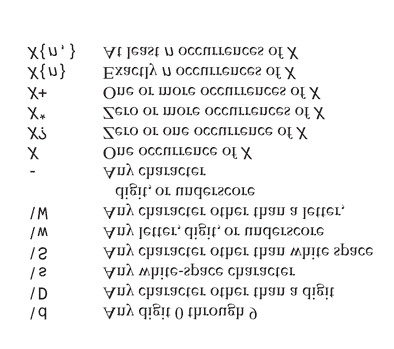 \d Any digit 0 through 9
\D Any character other than a digit
\s Any white-space character
\S Any character other than white space
\w Any letter, digit, or underscore
\W Any character other than a letter,
digit, or underscore
. Any character
X One occurrence of X
X? Zero or one occurrence of X
X* Zero or more occurrences of X
X+ One or more occurrences of X
X{n} Exactly n occurrences of X
X{n,} At least n occurrences of X